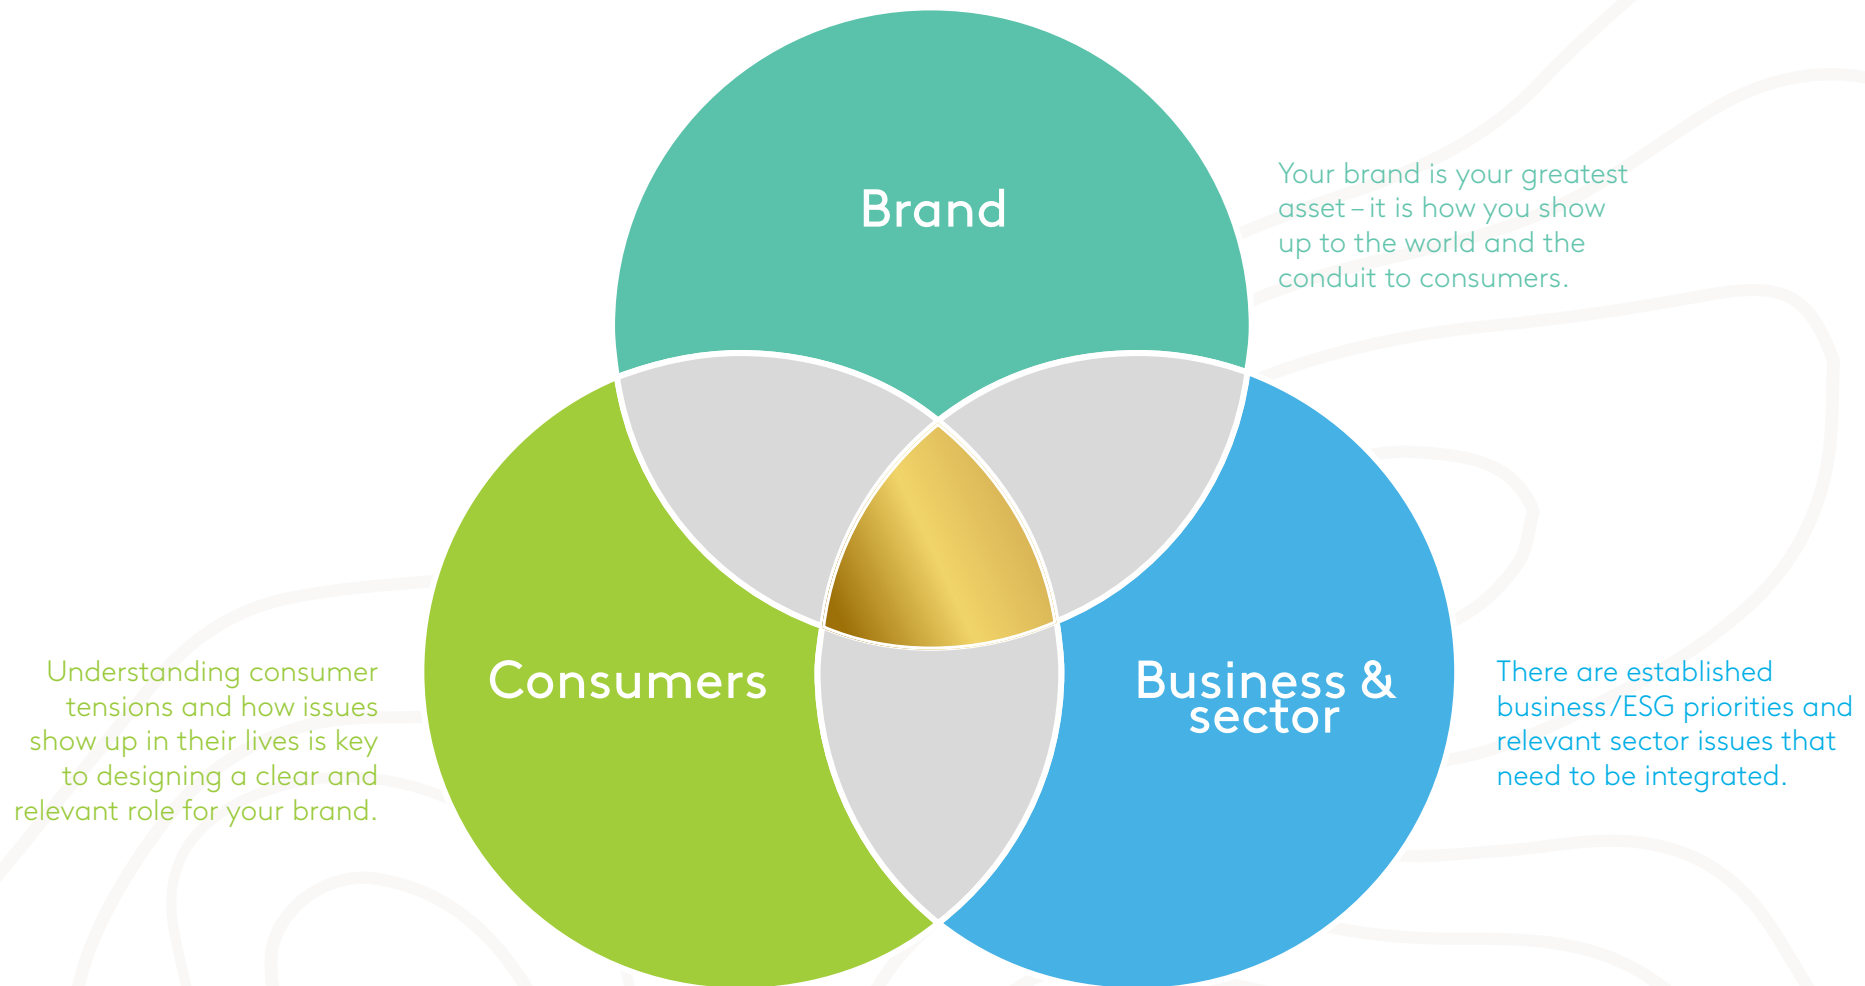 Brand
Your brand is your greatest
asset – it is how you show
up to the world and the
conduit to consumers.
Consumers
Understanding consumer
tensions and how issues
show up in their lives is key
to designing a clear and
relevant role for your brand.
Business &
sector
There are established
business/ESG priorities and
relevant sector issues that
need to be integrated.